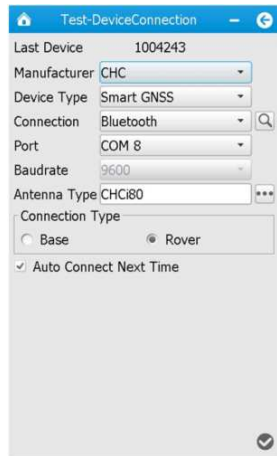 Test-DeviceConnection
Last Device 1004243
Manufacturer CHC
Device Type Smart GNSS
Connection Bluetooth
Port COM 8
Baudrate 9600
Antenna Type CHCi80
Connection Type
Base Rover
Auto Connect Next Time